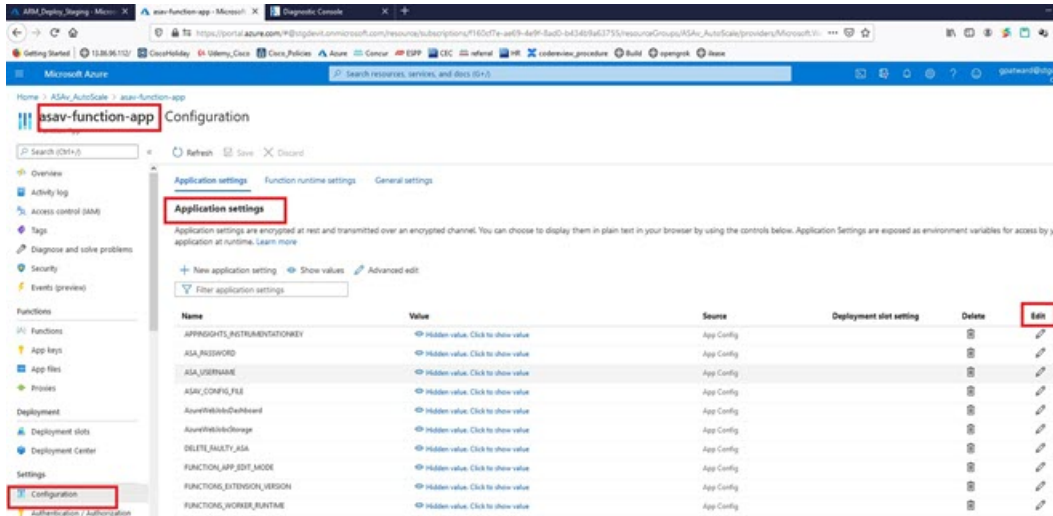 ARM_Deploy_Staging - Micro
asav-function-app - Microsoft
Diagnostic Console
https://portal.azure.com/
Getting Started
13.86.96.112/
CiscoHoliday
Udemy_Cisco
Cisco_Policies
Azure
Concur
ESPP
CEC
referral
HR
codereview_procedure
Build
opengrok
ilease
Microsoft Azure
Search resources, services, and docs (G+/)
Home > ASAv_AutoScale > asav-function-app
asav-function-app | Configuration
Function App
Search (Ctrl+/)
Refresh Save Discard
Overview
Activity log
Access control (IAM)
Tags
Diagnose and solve problems
Security
Events (preview)
Functions
Functions
App keys
App files
Proxies
Deployment
Deployment slots
Deployment Center
Settings
Configuration
Authentication / Authorization
Application settings Function runtime settings General settings
Application settings
Application settings are encrypted at rest and transmitted over an encrypted channel. You can choose to display them in plain text in your browser by using the controls below. Application Settings are exposed as environment variables for access by y
application at runtime. Learn more
New application setting Show values Advanced edit
Filter application settings
Name Value Source Deployment slot setting Delete Edit
APPINSIGHTS_INSTRUMENTATIONKEY Hidden value. Click to show value App Config
ASA_PASSWORD Hidden value. Click to show value App Config
ASA_USERNAME Hidden value. Click to show value App Config
ASAV_CONFIG_FILE Hidden value. Click to show value App Config
AzureWebJobsDashboard Hidden value. Click to show value App Config
AzureWebJobsStorage Hidden value. Click to show value App Config
DELETE_FAULTY_ASA Hidden value. Click to show value App Config
FUNCTION_APP_EDIT_MODE Hidden value. Click to show value App Config
FUNCTIONS_EXTENSION_VERSION Hidden value. Click to show value App Config
FUNCTIONS_WORKER_RUNTIME Hidden value. Click to show value App Config